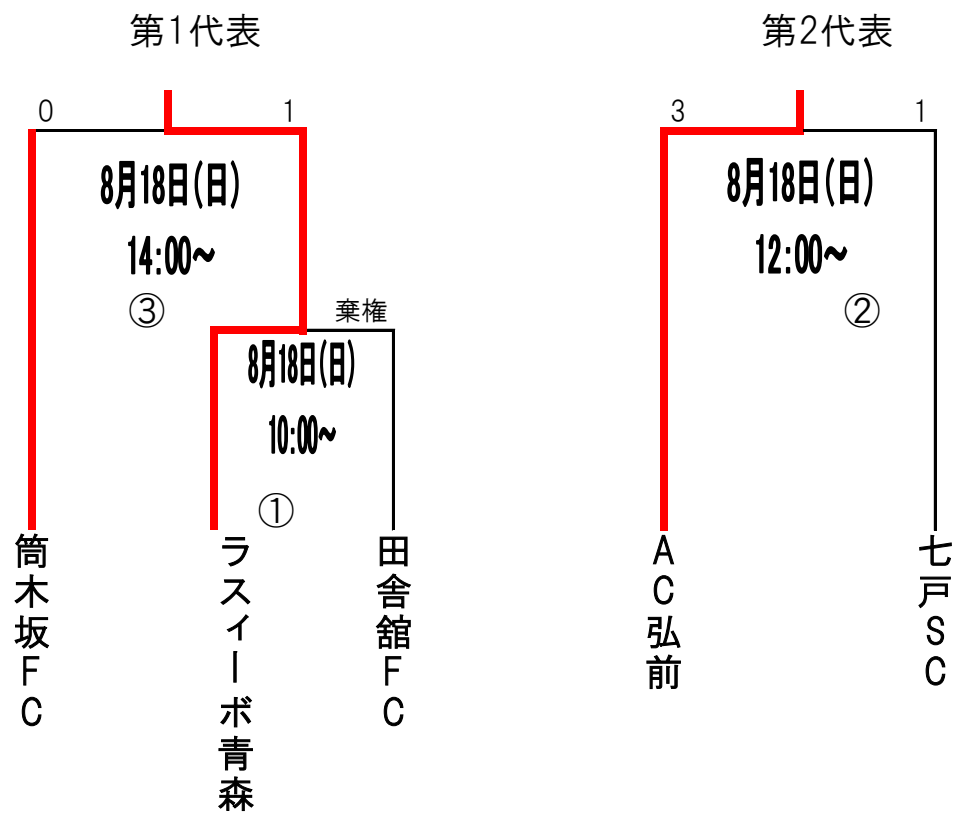 第1代表
0 1
8月18日(日)
14:00~
③
棄権
8月18日(日)
10:00~
①
筒木坂FC
ラスィーボ青森
田舎舘FC
第2代表
3 1
8月18日(日)
12:00~
②
AC弘前
七戸SC